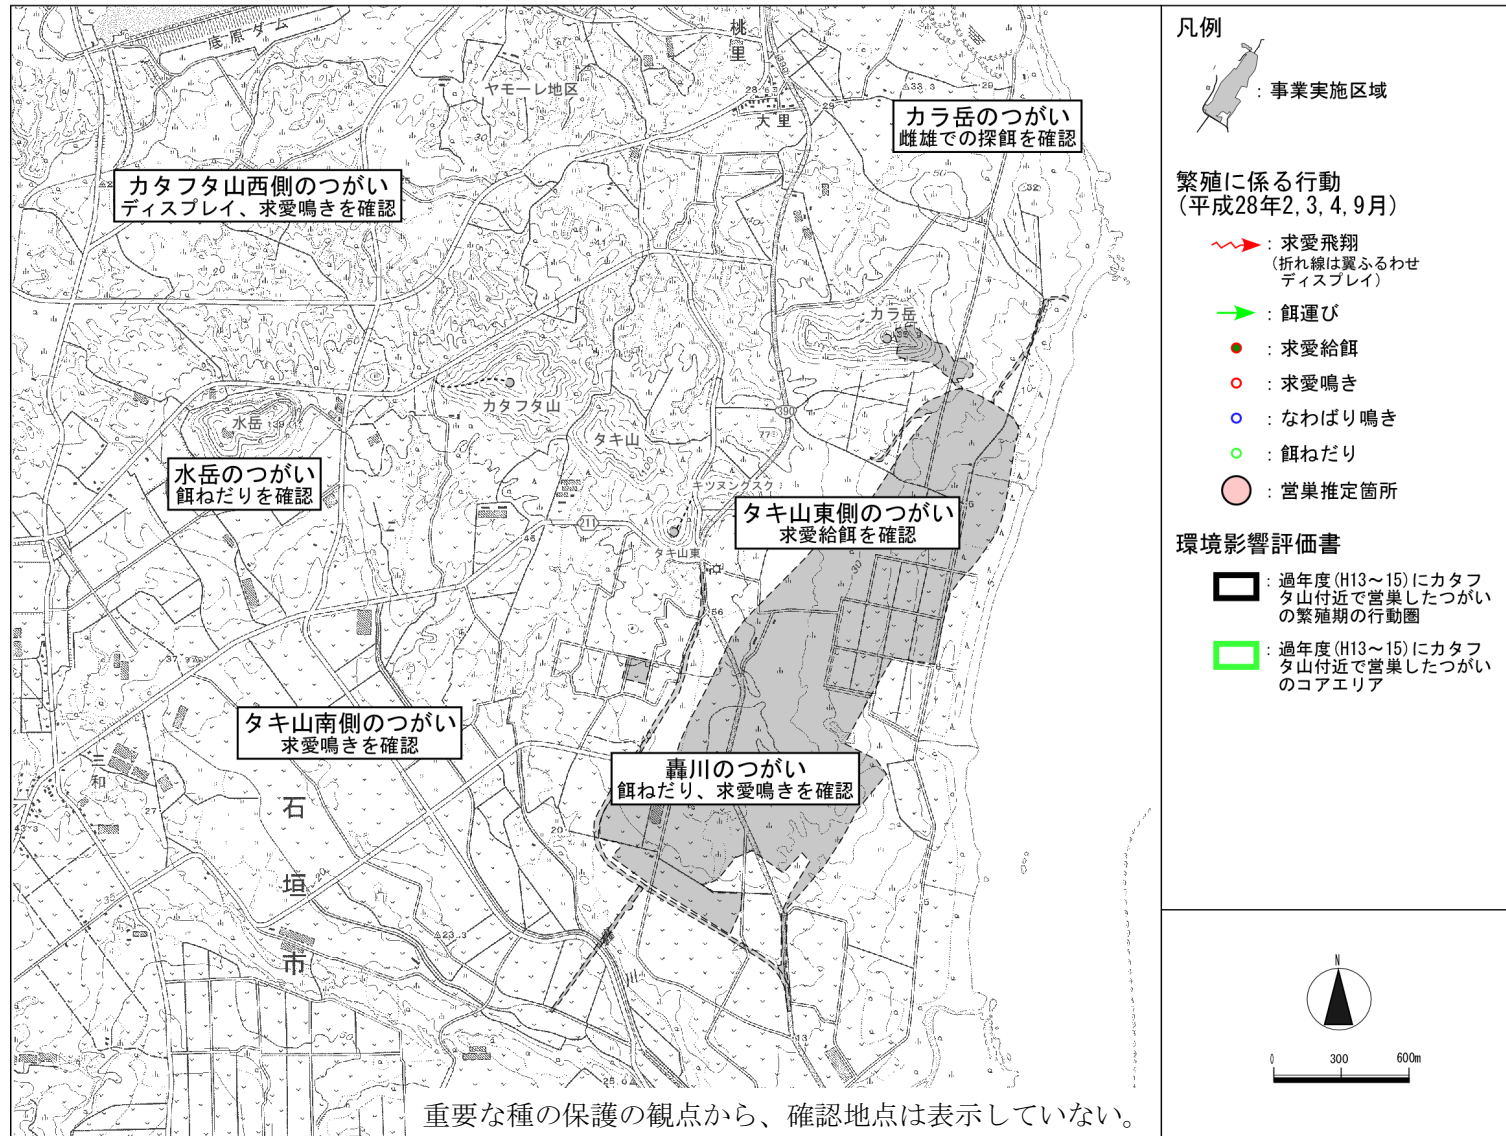 底原ダム
桃里
ヤモーレ地区
大里
カラ岳のつがい
雌雄での探餌を確認
カタフタ山西側のつがい
ディスプレイ、求愛鳴きを確認
カラ岳
カタフタ山
水岳
タキ山
390
水岳のつがい
餌ねだりを確認
キツヌングスク
タキ山東側のつがい
求愛給餌を確認
211
タキ山東
タキ山南側のつがい
求愛鳴きを確認
轟川のつがい
餌ねだり、求愛鳴きを確認
三和
石垣市
重要な種の保護の観点から、確認地点は表示していない。
凡例
:事業実施区域
繁殖に係る行動
(平成28年2,3,4,9月)
:求愛飛翔
(折れ線は翼ふるわせ
ディスプレイ)
:餌運び
:求愛給餌
:求愛鳴き
:なわばり鳴き
:餌ねだり
:営巣推定箇所
環境影響評価書
:過年度(H13~15)にカタフ
タ山付近で営巣したつがい
の繁殖期の行動圏
:過年度(H13~15)にカタフ
タ山付近で営巣したつがい
のコアエリア
N
0 300 600m